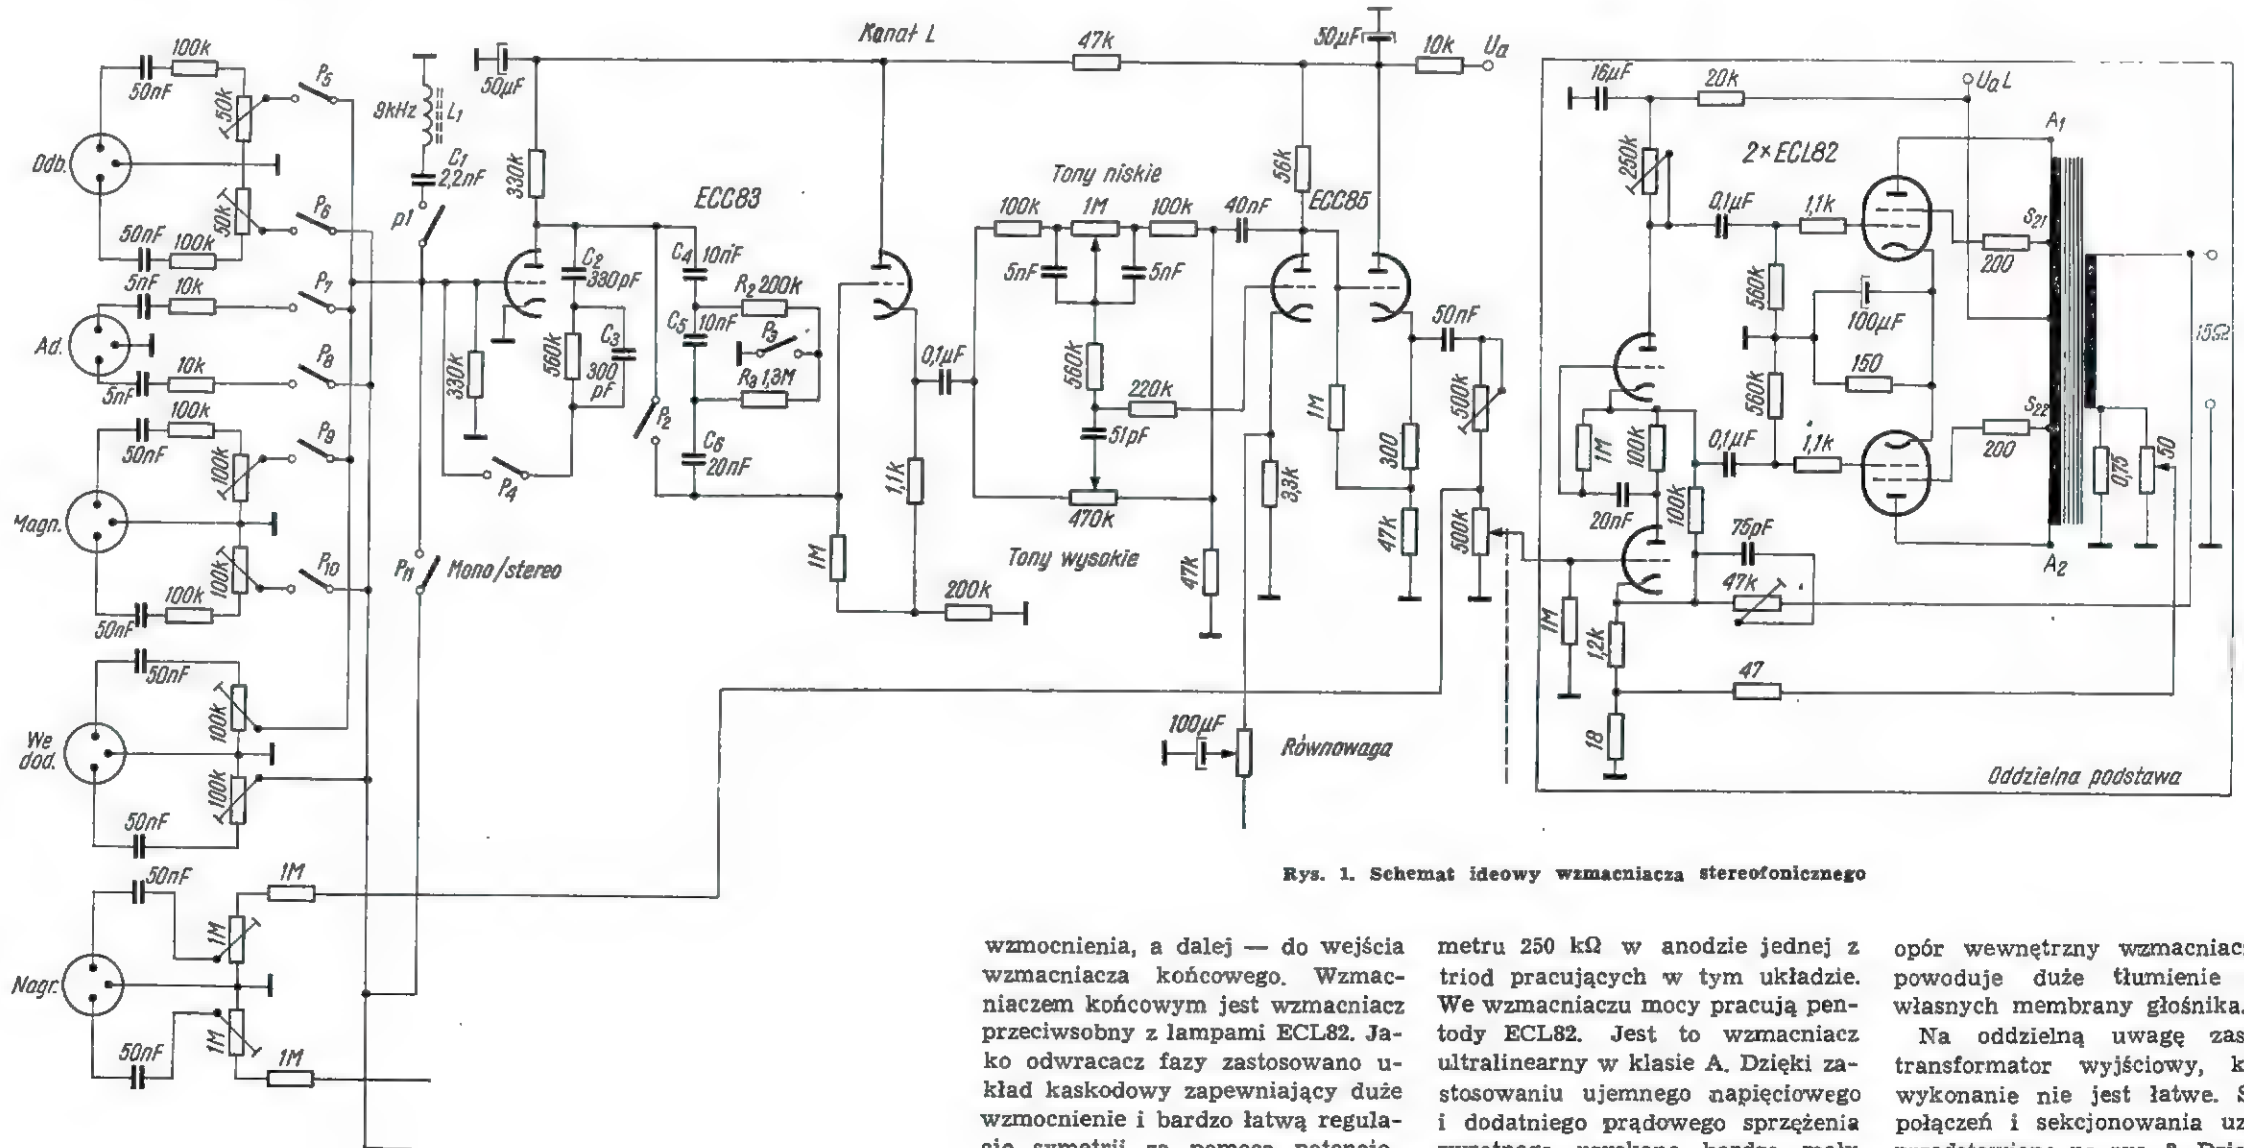 Kanał L
100k
50nF
50k
P5
Odb.
50k
P6
50nF
100k
5nF
10k
P7
Ad.
10k
P8
5nF
100k
50nF
100k
P9
Magn.
100k
P10
100k
50nF
50nF
100k
We dod.
100k
50nF
50nF
1M
1M
Nagr.
1M
50nF
1M
9kHz
L1
C1
2,2nF
p1
P11
Mono/stereo
50µF
330k
ECC83
C2
330pF
330k
560k
C3
300
pf
P4
P2
C4
10nF
R2 200k
C5
10nF
P3
R3 1,3M
C6
20nF
1M
1,1k
200k
0,1µF
47k
Tony niskie
100k
1M
100k
5nF
5nF
40nF
560k
220k
51pF
470k
Tony wysokie
47k
56k
ECC85
50µF
10k
Ua
1M
3,3k
300
47k
50nF
500k
500k
100µF
Równowaga
16µF
20k
UaL
250k
2×ECL82
A1
0,1µF
1,1k
S21
200
560k
100µF
150
15Ω
560k
S22
200
0,1µF
1,1k
1M
100k
20nF
100k
75pF
47k
A2
0,75
50
1M
1,2k
47
18
Oddzielna podstawa
Rys. 1. Schemat ideowy wzmacniacza stereofonicznego
wzmocnienia, a dalej — do wejścia
wzmacniacza końcowego. Wzmac-
niaczem końcowym jest wzmacniacz
przeciwsobny z lampami ECL82. Ja-
ko odwracacz fazy zastosowano u-
kład kaskodowy zapewniający duże
wzmocnienie i bardzo łatwą regula-
metru 250 kΩ w anodzie jednej z
triod pracujących w tym układzie.
We wzmacniaczu mocy pracują pen-
tody ECL82. Jest to wzmacniacz
ultralinearny w klasie A. Dzięki za-
stosowaniu ujemnego napięciowego
i dodatniego prądowego sprzężenia
opór wewnętrzny
powoduje duże tłumienie
własnych membrany głośnika.
Na oddzielną uwagę
transformator wyjściowy,
wykonanie nie jest łatwe.
połączeń i sekcjonowania